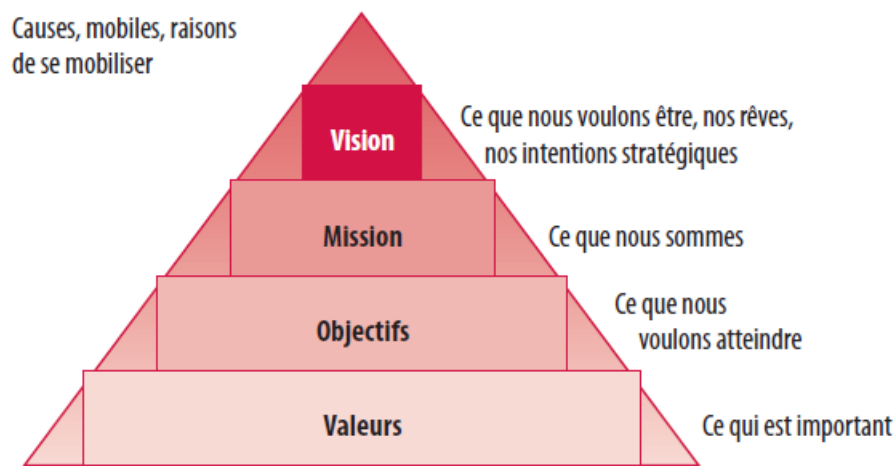 Causes, mobiles, raisons
de se mobiliser
Vision
Ce que nous voulons être, nos rêves,
nos intentions stratégiques
Mission
Ce que nous sommes
Objectifs
Ce que nous
voulons atteindre
Valeurs
Ce qui est important